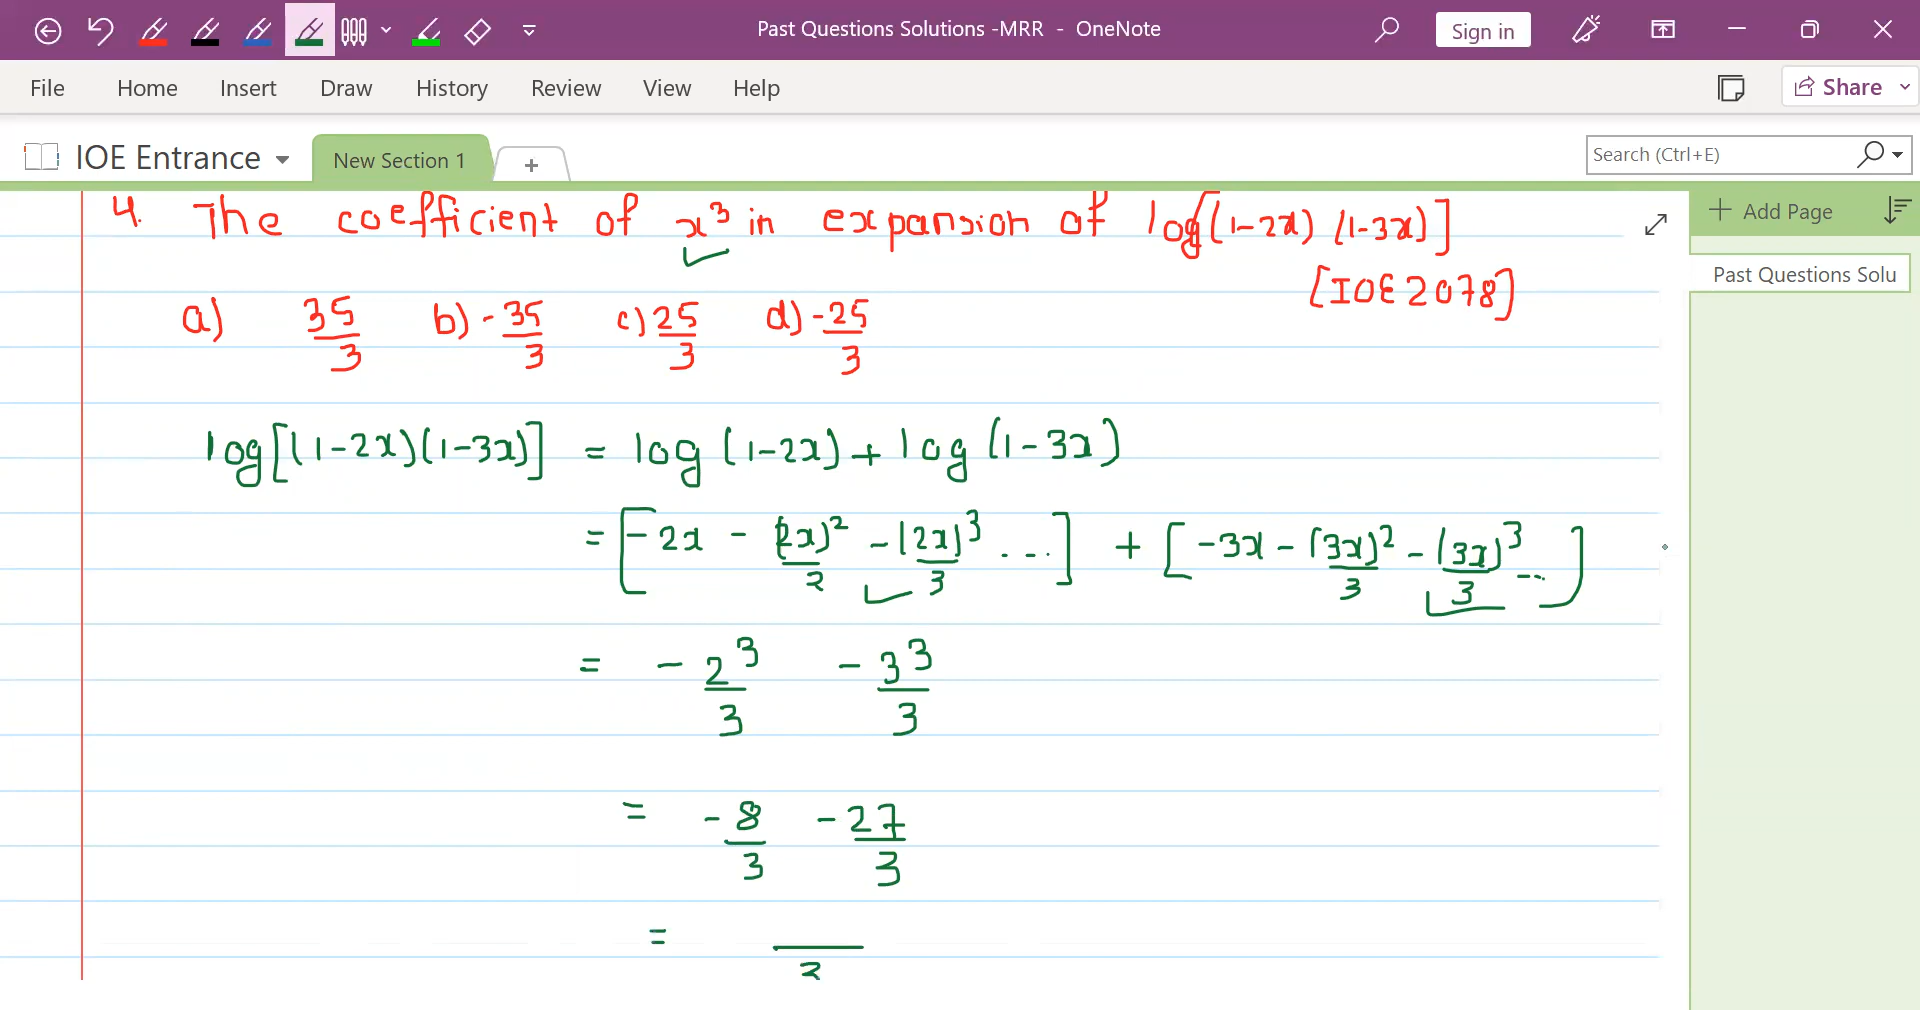 Past Questions Solutions -MRR - OneNote
Sign in
File Home Insert Draw History Review View Help
Share
IOE Entrance
New Section 1
+
Search (Ctrl+E)
Add Page
Past Questions Solu
4. The coefficient of x³ in expansion of log[(1-2x) (1-3x)]
[IOE 2078]
a) 35/3 b) -35/3 c) 25/3 d) -25/3
log[(1-2x)(1-3x)] = log (1-2x) + log (1-3x)
= [-2x - (2x)²/2 - (2x)³/3 ...] + [-3x - (3x)²/3 - (3x)³/3 ...]
= -2³/3 -3³/3
= -8/3 -27/3
= /3